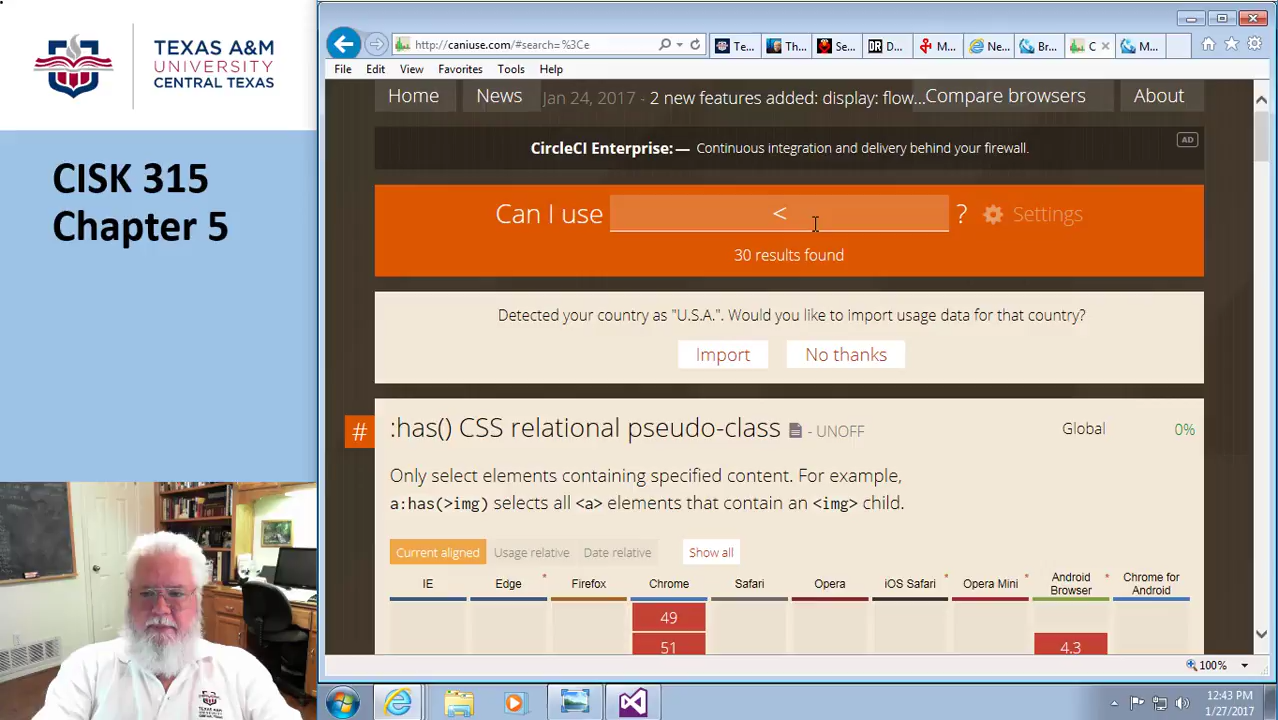 TEXAS A&M
UNIVERSITY
CENTRAL TEXAS
CISK 315
Chapter 5
http://caniuse.com/#search=%3Ce
Te...
Th...
Se...
D...
M...
Ne...
Br...
C
M...
File Edit View Favorites Tools Help
Home News Jan 24, 2017 - 2 new features added: display: flow... Compare browsers About
CircleCI Enterprise:— Continuous integration and delivery behind your firewall.
AD
Can I use < ? Settings
30 results found
Detected your country as "U.S.A.". Would you like to import usage data for that country?
Import No thanks
# :has() CSS relational pseudo-class - UNOFF Global 0%
Only select elements containing specified content. For example,
a:has(>img) selects all <a> elements that contain an <img> child.
Current aligned Usage relative Date relative Show all
IE Edge * Firefox Chrome Safari Opera iOS Safari * Opera Mini * Android Browser * Chrome for Android
49
51 4.3
100%
12:43 PM
1/27/2017